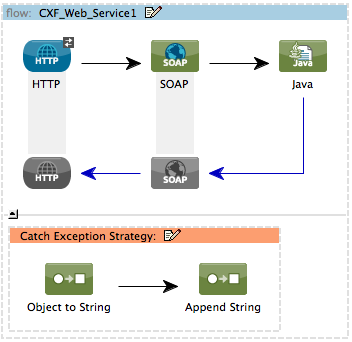 flow: CXF_Web_Service1
HTTP
SOAP
Java
HTTP
SOAP
Java
HTTP
SOAP
Catch Exception Strategy:
Object to String
Append String